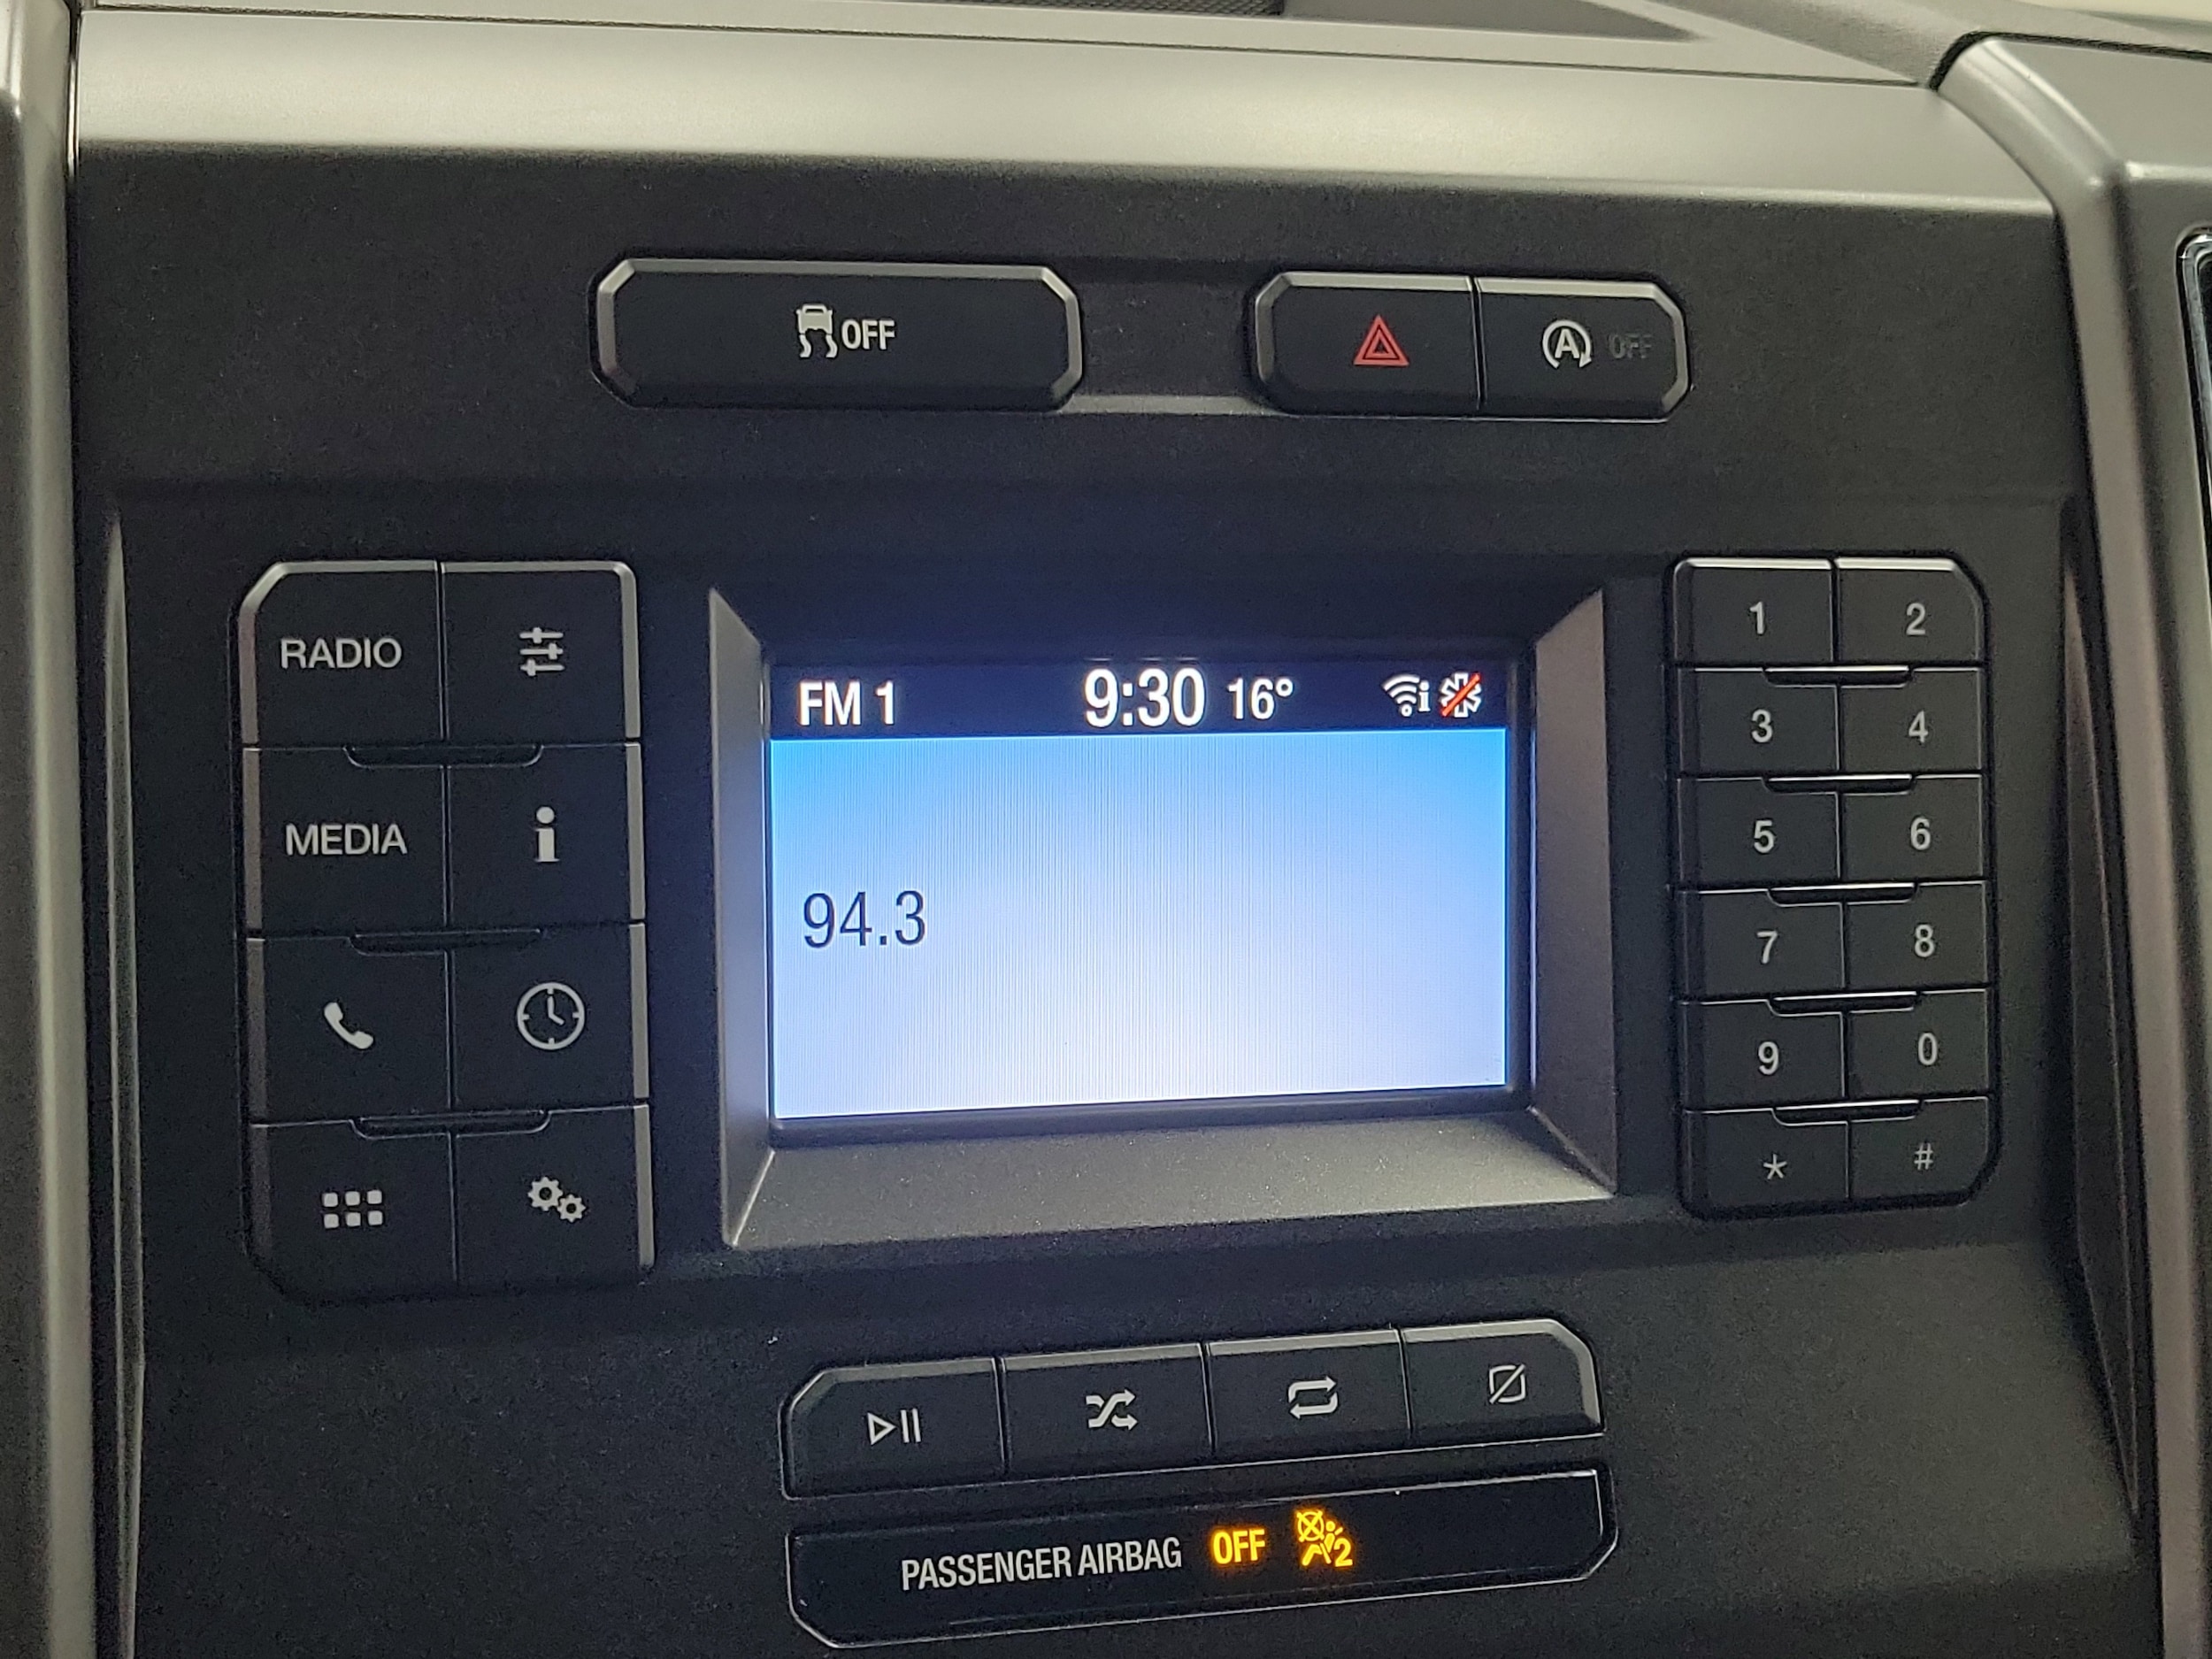 OFF
A OFF
RADIO
MEDIA
i
FM 1 9:30 16° i
94.3
1 2
3 4
5 6
7 8
9 0
* #
PASSENGER AIRBAG OFF 2